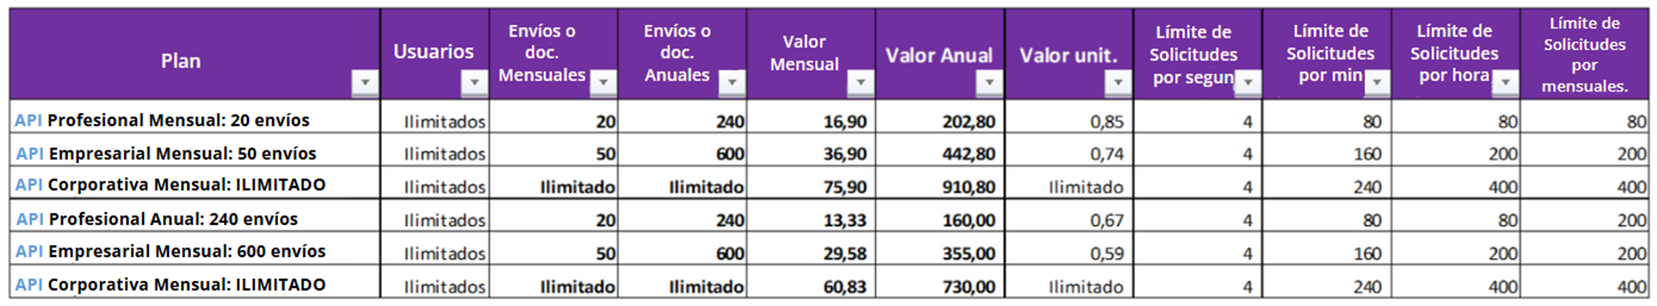 Plan Usuarios Envíos o doc. Mensuales Envíos o doc. Anuales Valor Mensual Valor Anual Valor unit. Límite de Solicitudes por segun Límite de Solicitudes por min Límite de Solicitudes por hora Límite de Solicitudes por mensuales.
API Profesional Mensual: 20 envíos Ilimitados 20 240 16,90 202,80 0,85 4 80 80 80
API Empresarial Mensual: 50 envíos Ilimitados 50 600 36,90 442,80 0,74 4 160 200 200
API Corporativa Mensual: ILIMITADO Ilimitados Ilimitado Ilimitado 75,90 910,80 Ilimitado 4 240 400 400
API Profesional Anual: 240 envíos Ilimitados 20 240 13,33 160,00 0,67 4 80 80 200
API Empresarial Mensual: 600 envíos Ilimitados 50 600 29,58 355,00 0,59 4 160 200 200
API Corporativa Mensual: ILIMITADO Ilimitados Ilimitado Ilimitado 60,83 730,00 Ilimitado 4 240 400 400